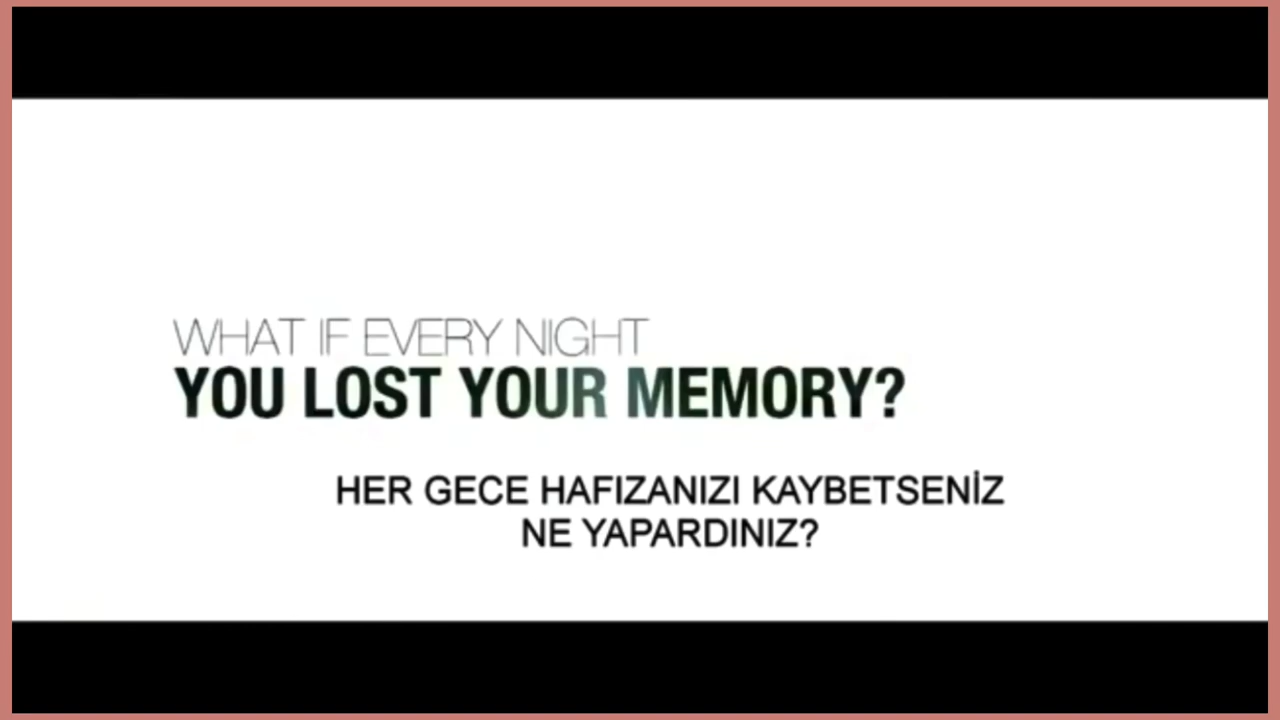 WHAT IF EVERY NIGHT
YOU LOST YOUR MEMORY?
HER GECE HAFIZANIZI KAYBETSENİZ
NE YAPARDINIZ?